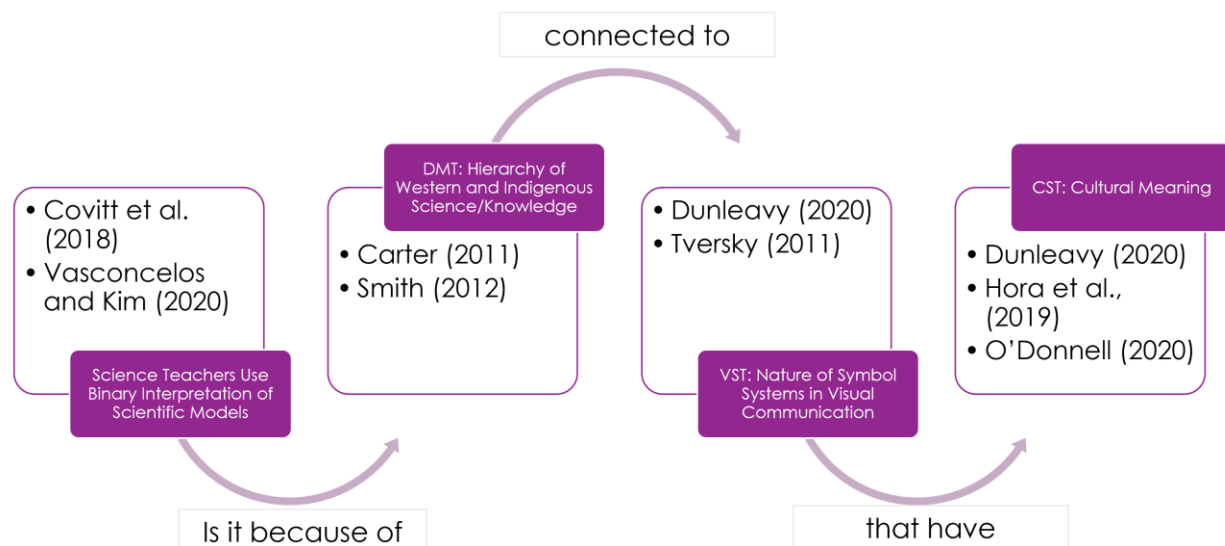 connected to
DMT: Hierarchy of
Western and Indigenous
Science/Knowledge
CST: Cultural Meaning
• Covitt et al.
(2018)
• Vasconcelos
and Kim (2020)
• Carter (2011)
• Smith (2012)
• Dunleavy (2020)
• Tversky (2011)
• Dunleavy (2020)
• Hora et al.,
(2019)
• O'Donnell (2020)
Science Teachers Use
Binary Interpretation of
Scientific Models
VST: Nature of Symbol
Systems in Visual
Communication
Is it because of
that have